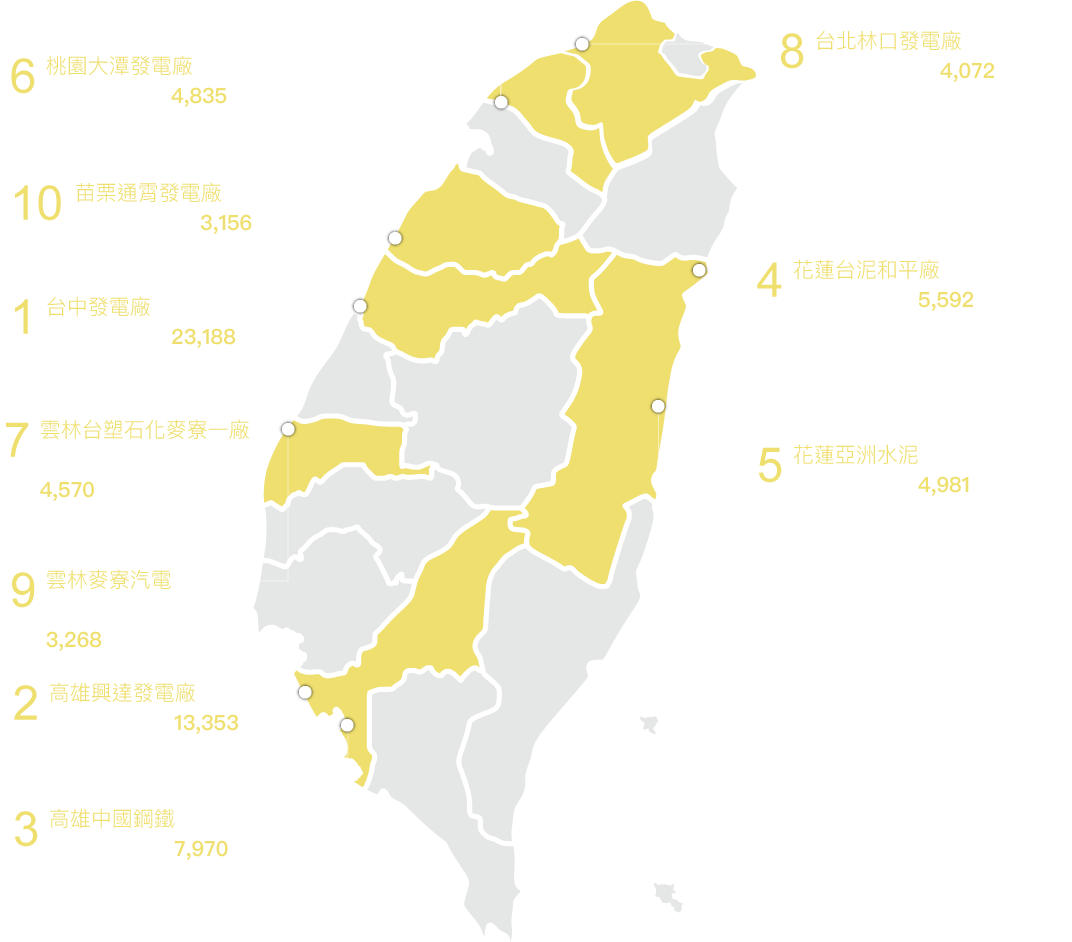 6 桃園大潭發電廠
4,835
10 苗栗通霄發電廠
3,156
1 台中發電廠
23,188
7 雲林台塑石化麥寮一廠
4,570
9 雲林麥寮汽電
3,268
2 高雄興達發電廠
13,353
3 高雄中國鋼鐵
7,970
8 台北林口發電廠
4,072
4 花蓮台泥和平廠
5,592
5 花蓮亞洲水泥
4,981